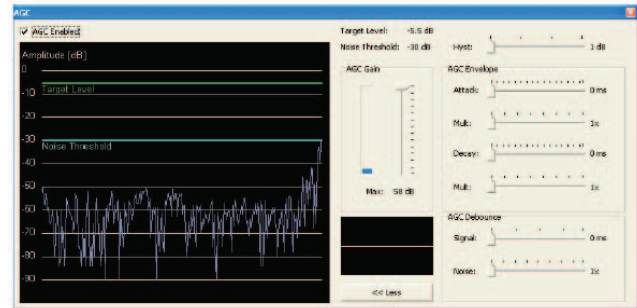 AGC
AGC Enabled
Target Level: -5.5 dB
Noise Threshold: -30 dB
Hyst: 1 dB
Amplitude [dB]
0
Target Level
-10
-20
-30
Noise Threshold
-40
-50
-60
-70
-80
-90
AGC Gain
Max: 58 dB
<< Less
AGC Envelope
Attack: 0 ms
Mult: 1x
Decay: 0 ms
Mult: 1x
AGC Debounce
Signal: 0 ms
Noise: 1x